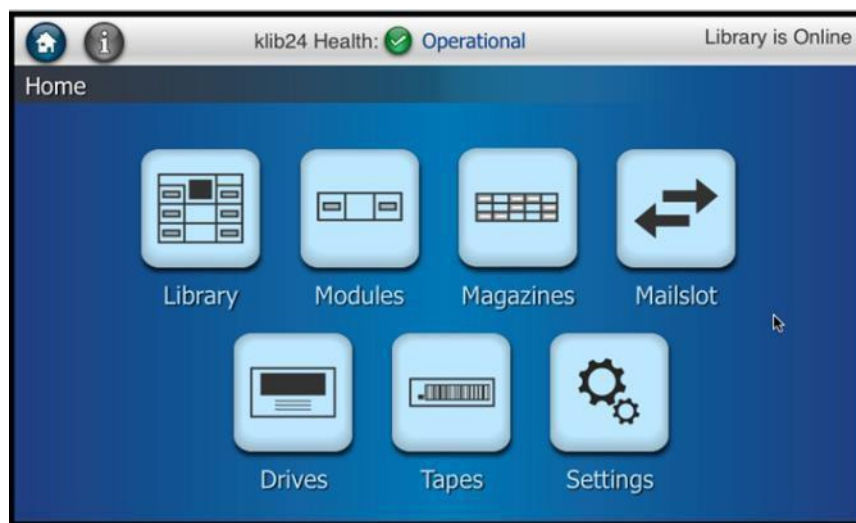 klib24 Health: Operational
Library is Online
Home
Library
Modules
Magazines
Mailslot
Drives
Tapes
Settings